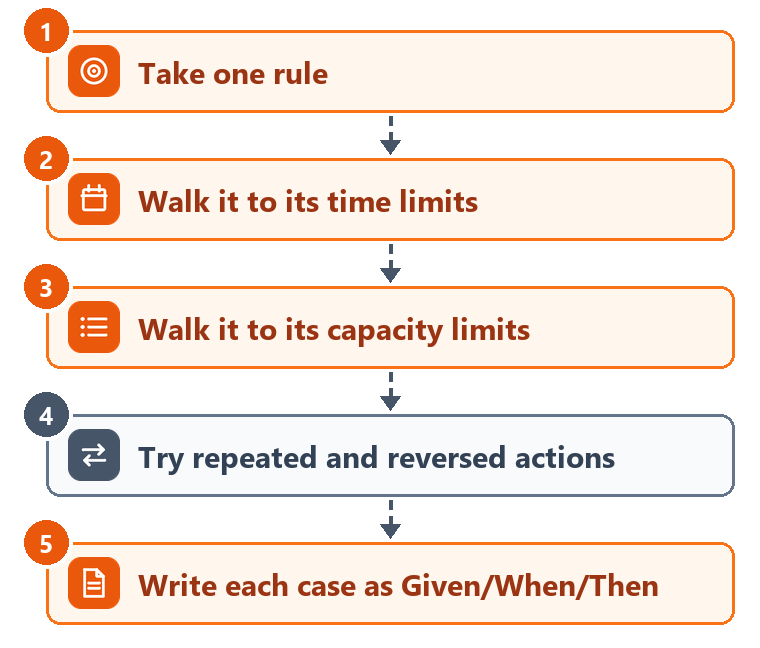 1
Take one rule
2
Walk it to its time limits
3
Walk it to its capacity limits
4
Try repeated and reversed actions
5
Write each case as Given/When/Then